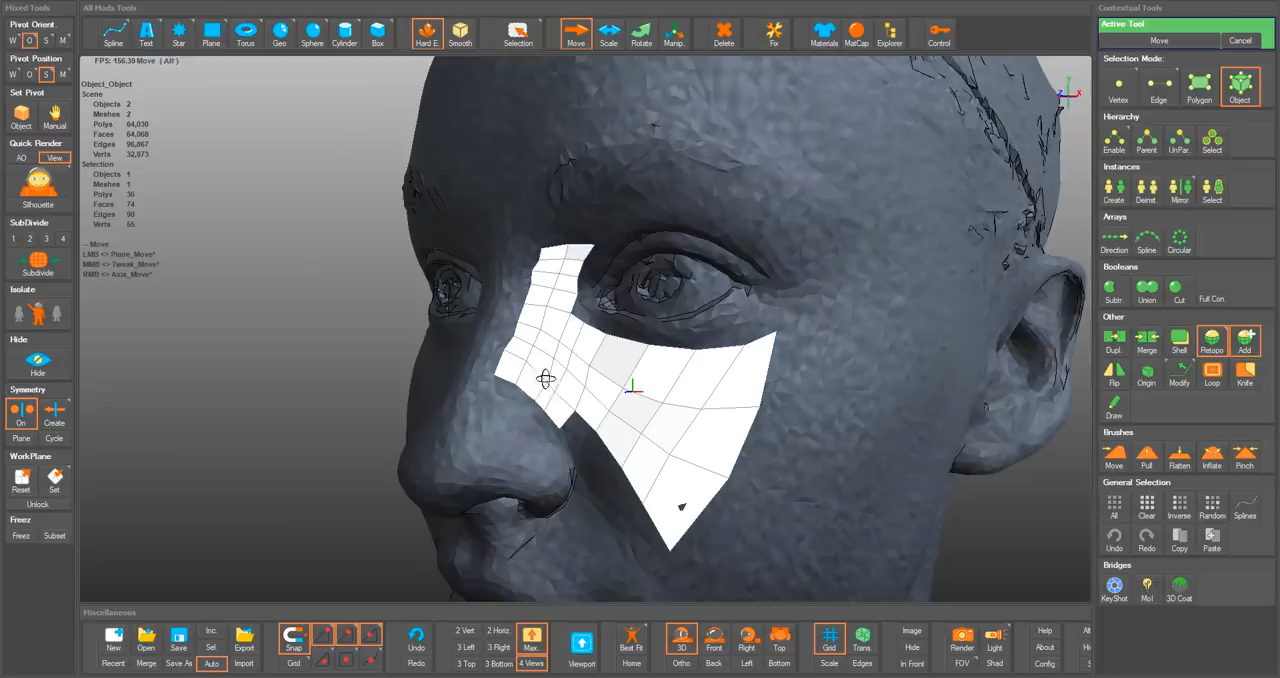 Mixed Tools
Pivot Orient.
W O S M
Pivot Position
W O S M
Set Pivot
Object Manual
Quick Render
AO View
Silhouette
SubDivide
1 2 3 4
Subdivide
Isolate
Hide
Hide
Symmetry
On Create
Plane Cycle
WorkPlane
Reset Set
Unlock
Freez
Freez Subset
All Mods Tools
Spline Text Star Plane Torus Geo Sphere Cylinder Box Hard E. Smooth Selection Move Scale Rotate Manip. Delete Fix Materials MatCap Explorer Control
FPS: 156.39 Move ( Alt )
Object_Object
Scene
Objects 2
Meshes 2
Polys 64,030
Faces 64,068
Edges 96,867
Verts 32,873
Selection
Objects 1
Meshes 1
Polys 36
Faces 74
Edges 90
Verts 55
-- Move
LMB <> Plane_Move*
MMB <> Tweak_Move*
RMB <> Axis_Move*
Y
Z X
Miscellaneous
New Open Save Inc. Export Snap Undo 2 Vert. 2 Horz. Max. Viewport Best Fit 3D Front Right Top Grid Trans. Image Render Light Help
Sel. 3 Left 3 Right Hide About
Recent Merge Save As Auto Import Grid Redo 3 Top 3 Bottom 4 Views Home Ortho Back Left Bottom Scale Edges In Front FOV Shad Config
Contextual Tools
Active Tool
Move Cancel
Selection Mode:
Vertex Edge Polygon Object
Hierarchy
Enable Parent UnPar. Select
Instances
Create Deinst. Mirror Select
Arrays
Direction Spline Circular
Booleans
Subtr. Union Cut Full Con.
Other
Dupl. Merge Shell Retopo Add
Flip Origin Modify Loop Knife
Draw
Brushes
Move Pull Flatten Inflate Pinch
General Selection
All Clear Inverse Random Splines
Undo Redo Copy Paste
Bridges
KeyShot MoI 3D Coat